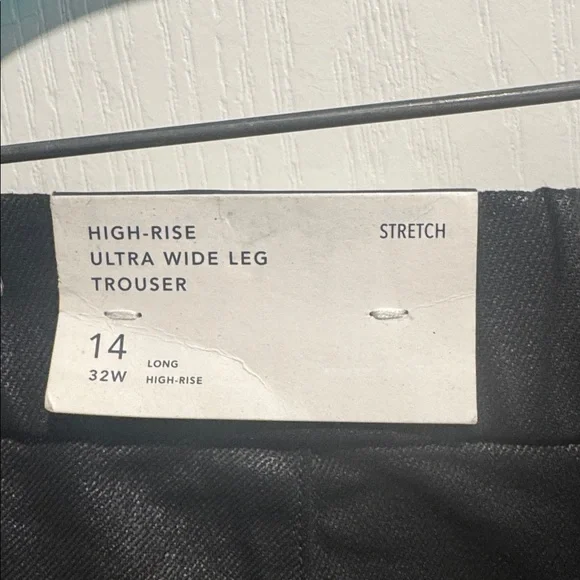 HIGH-RISE STRETCH
ULTRA WIDE LEG
TROUSER
14 LONG
32W HIGH-RISE